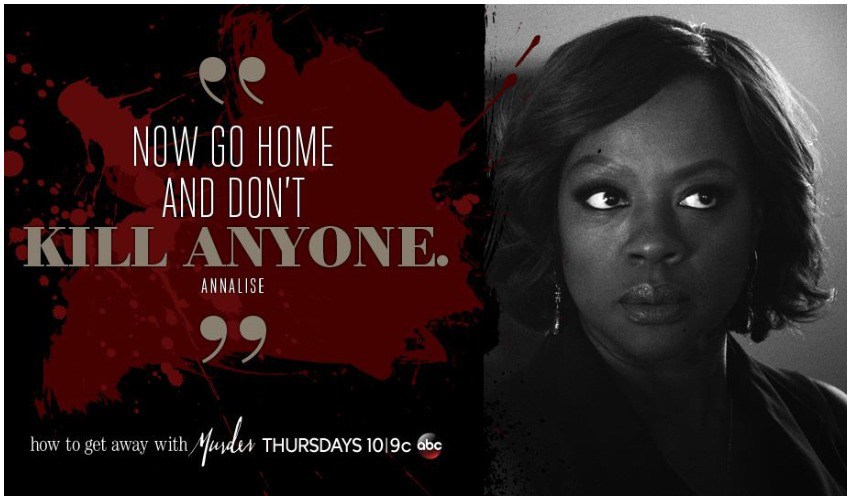 “
NOW GO HOME
AND DON'T
KILL ANYONE.
ANNALISE
”
how to get away with Murder THURSDAYS 10|9c abc